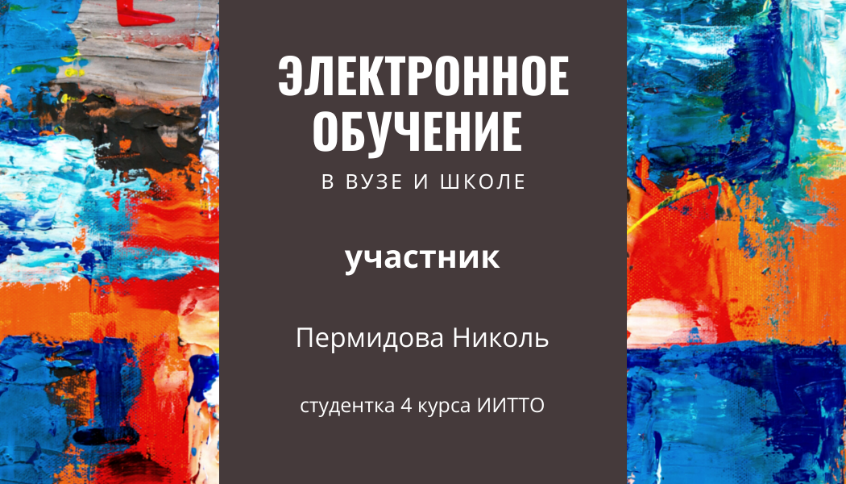 ЭЛЕКТРОННОЕ
ОБУЧЕНИЕ
В ВУЗЕ И ШКОЛЕ
участник
Пермидова Николь
студентка 4 курса ИИТТО